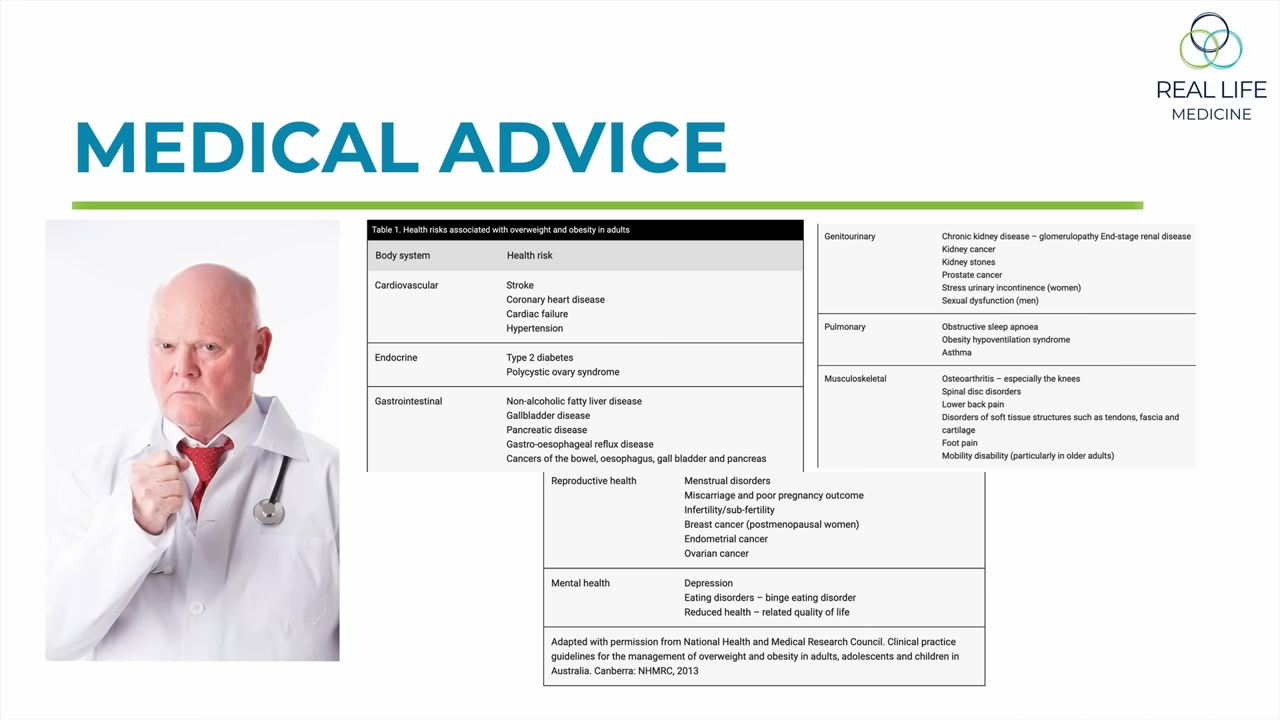 REAL LIFE
MEDICINE
MEDICAL ADVICE
Table 1. Health risks associated with overweight and obesity in adults
Body system Health risk
Cardiovascular Stroke
Coronary heart disease
Cardiac failure
Hypertension
Endocrine Type 2 diabetes
Polycystic ovary syndrome
Gastrointestinal Non-alcoholic fatty liver disease
Gallbladder disease
Pancreatic disease
Gastro-oesophageal reflux disease
Cancers of the bowel, oesophagus, gall bladder and pancreas
Genitourinary Chronic kidney disease – glomerulopathy End-stage renal disease
Kidney cancer
Kidney stones
Prostate cancer
Stress urinary incontinence (women)
Sexual dysfunction (men)
Pulmonary Obstructive sleep apnoea
Obesity hypoventilation syndrome
Asthma
Musculoskeletal Osteoarthritis – especially the knees
Spinal disc disorders
Lower back pain
Disorders of soft tissue structures such as tendons, fascia and
cartilage
Foot pain
Mobility disability (particularly in older adults)
Reproductive health Menstrual disorders
Miscarriage and poor pregnancy outcome
Infertility/sub-fertility
Breast cancer (postmenopausal women)
Endometrial cancer
Ovarian cancer
Mental health Depression
Eating disorders – binge eating disorder
Reduced health – related quality of life
Adapted with permission from National Health and Medical Research Council. Clinical practice
guidelines for the management of overweight and obesity in adults, adolescents and children in
Australia. Canberra: NHMRC, 2013